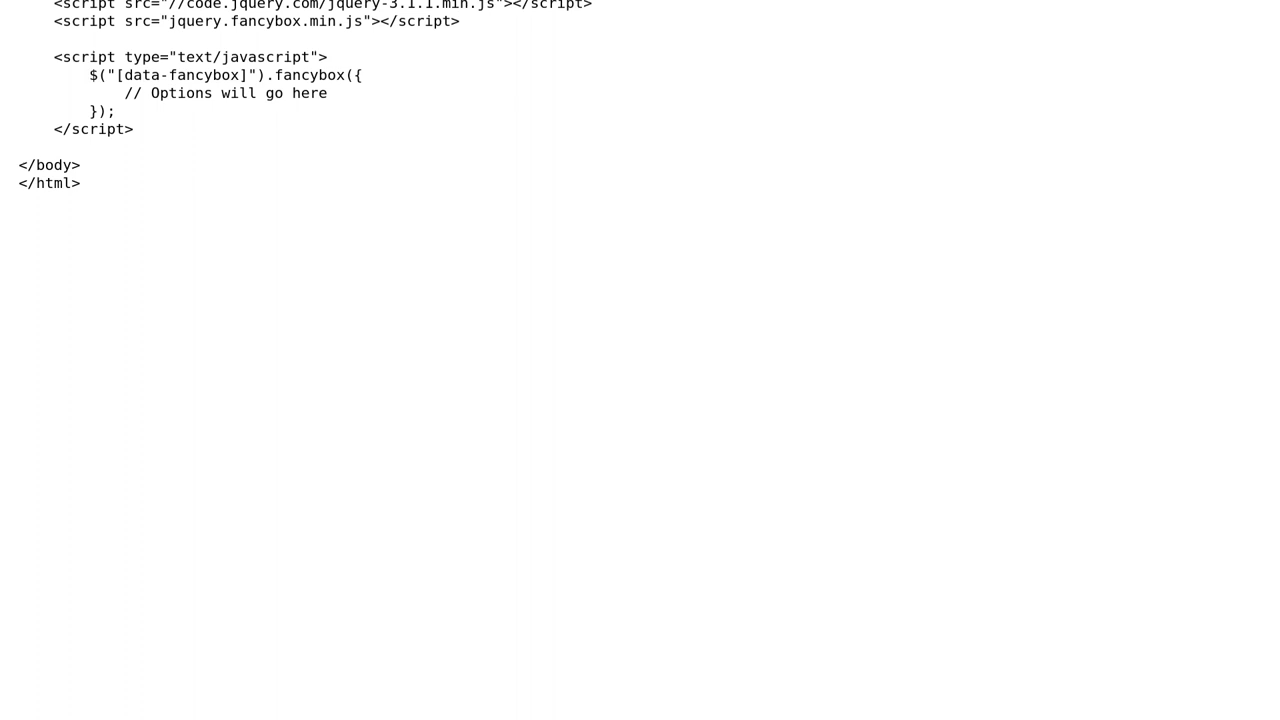 <script src="//code.jquery.com/jquery-3.1.1.min.js"></script>
<script src="jquery.fancybox.min.js"></script>
<script type="text/javascript">
$("[data-fancybox]").fancybox({
// Options will go here
});
</script>
</body>
</html>